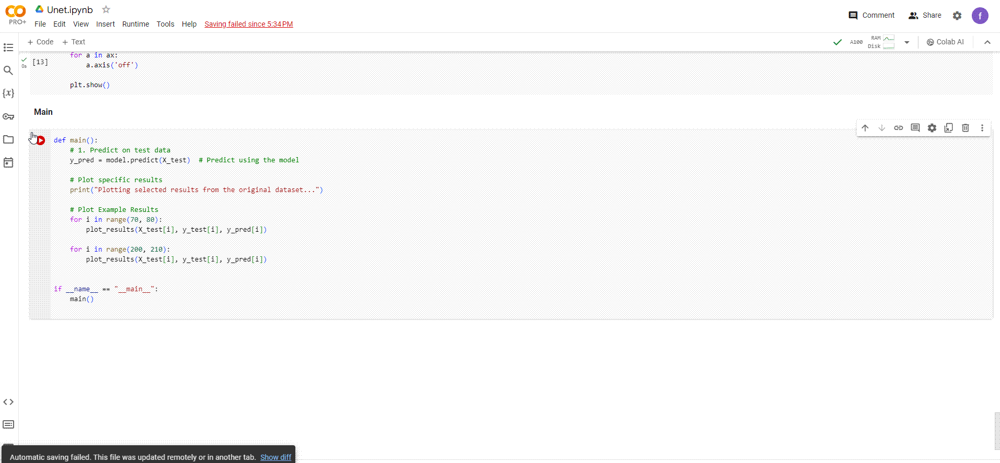 Unet.ipynb
PRO+
File Edit View Insert Runtime Tools Help Saving failed since 5:34 PM
Comment Share f
+ Code + Text
A100 RAM Disk Colab AI
[13]
0s
for a in ax:
a.axis('off')
plt.show()
Main
{x}
def main():
# 1. Predict on test data
y_pred = model.predict(X_test) # Predict using the model
# Plot specific results
print("Plotting selected results from the original dataset...")
# Plot Example Results
for i in range(70, 80):
plot_results(X_test[i], y_test[i], y_pred[i])
for i in range(200, 210):
plot_results(X_test[i], y_test[i], y_pred[i])
if __name__ == "__main__":
main()
Automatic saving failed. This file was updated remotely or in another tab. Show diff